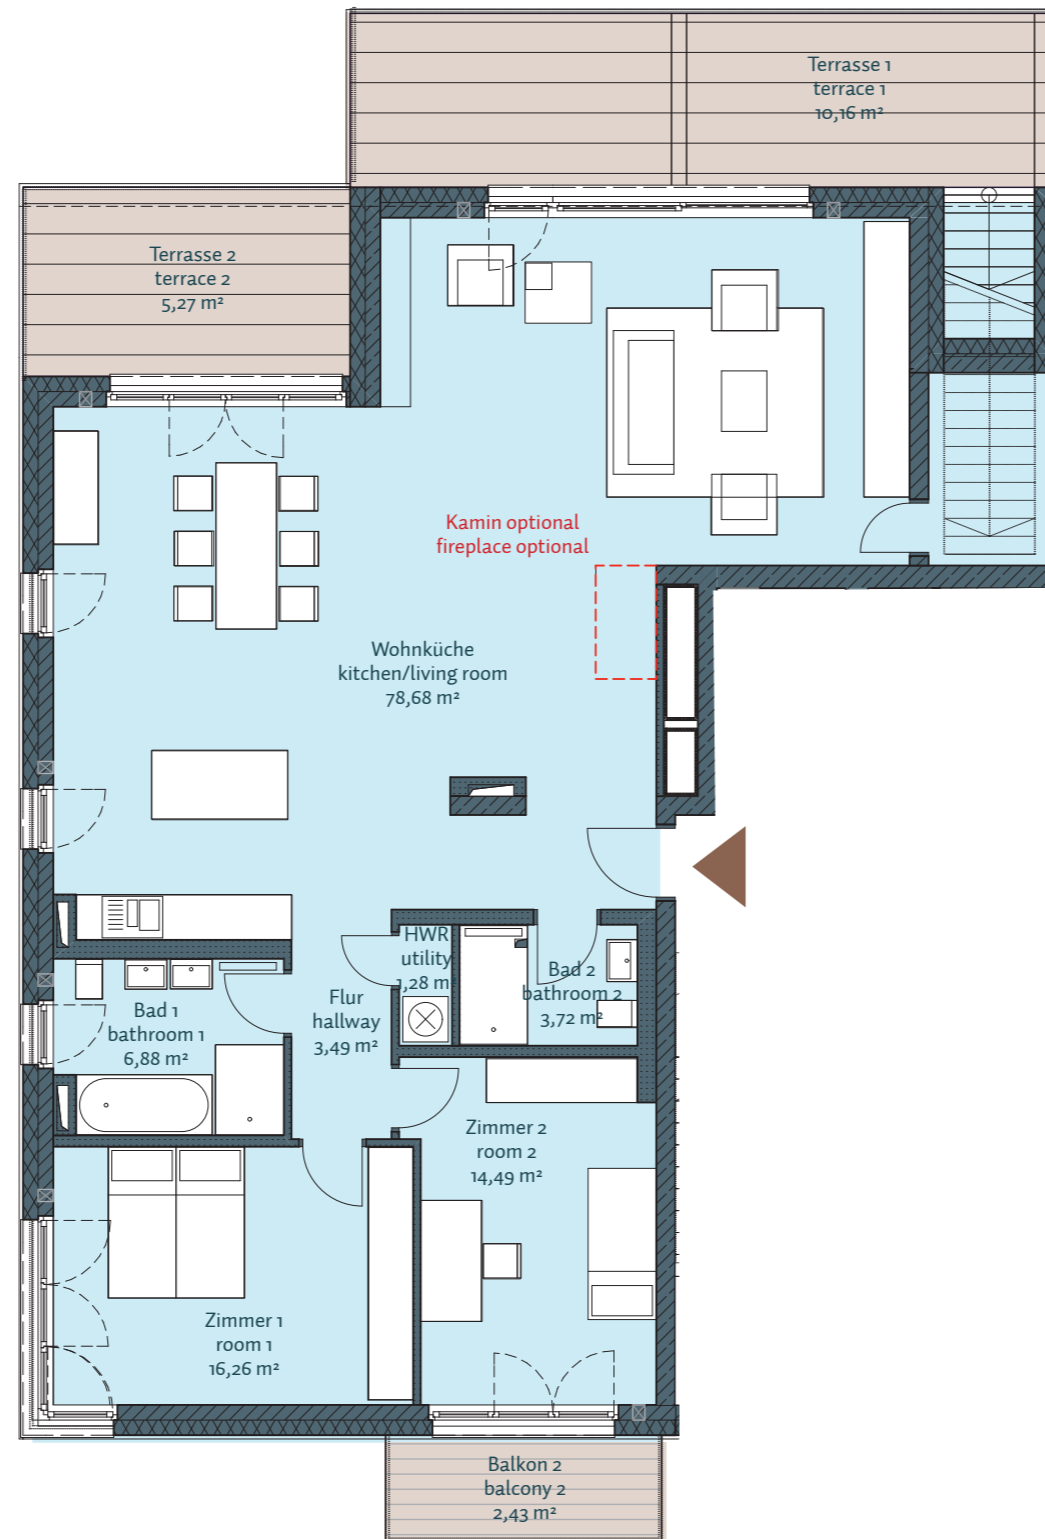 Terrasse 1
terrace 1
10,16 m²
Terrasse 2
terrace 2
5,27 m²
Kamin optional
fireplace optional
Wohnküche
kitchen/living room
78,68 m²
HWR
utility
1,28 m
Bad 2
bathroom 2
3,72 m²
Flur
hallway
3,49 m²
Bad 1
bathroom 1
6,88 m²
Zimmer 2
room 2
14,49 m²
Zimmer 1
room 1
16,26 m²
Balkon 2
balcony 2
2,43 m²